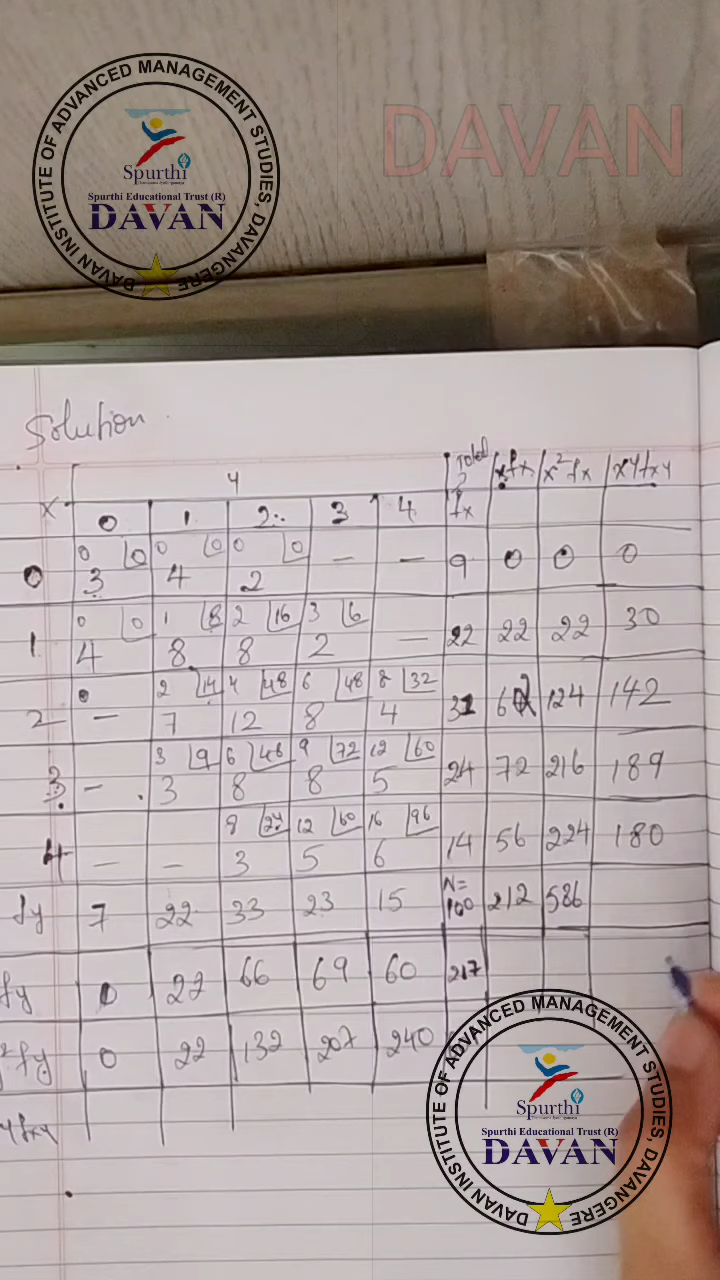 DAVAN INSTITUTE OF ADVANCED MANAGEMENT STUDIES, DAVANGERE
Spurthi
Spurthi Educational Trust (R)
DAVAN
DAVAN
Solution
y Total xfx x²fx xyfxy
x 0 1 2 3 4 fx
0 0 0 0 0 0
0 3 4 2 — — 9 0 0 0
0 0 1 8 2 16 3 6
1 4 8 8 2 — 22 22 22 30
2 14 4 48 6 48 8 32
2 — 7 12 8 4 31 62 124 142
3 9 6 48 9 72 12 60
3 — 3 8 8 5 24 72 216 189
8 24 12 60 16 96
4 — — 3 5 6 14 56 224 180
fy 7 22 33 23 15 N=100 212 586
fy 0 22 66 69 60 217
²fy 0 22 132 207 240
yfxy
DAVAN INSTITUTE OF ADVANCED MANAGEMENT STUDIES, DAVANGERE
Spurthi
Spurthi Educational Trust (R)
DAVAN